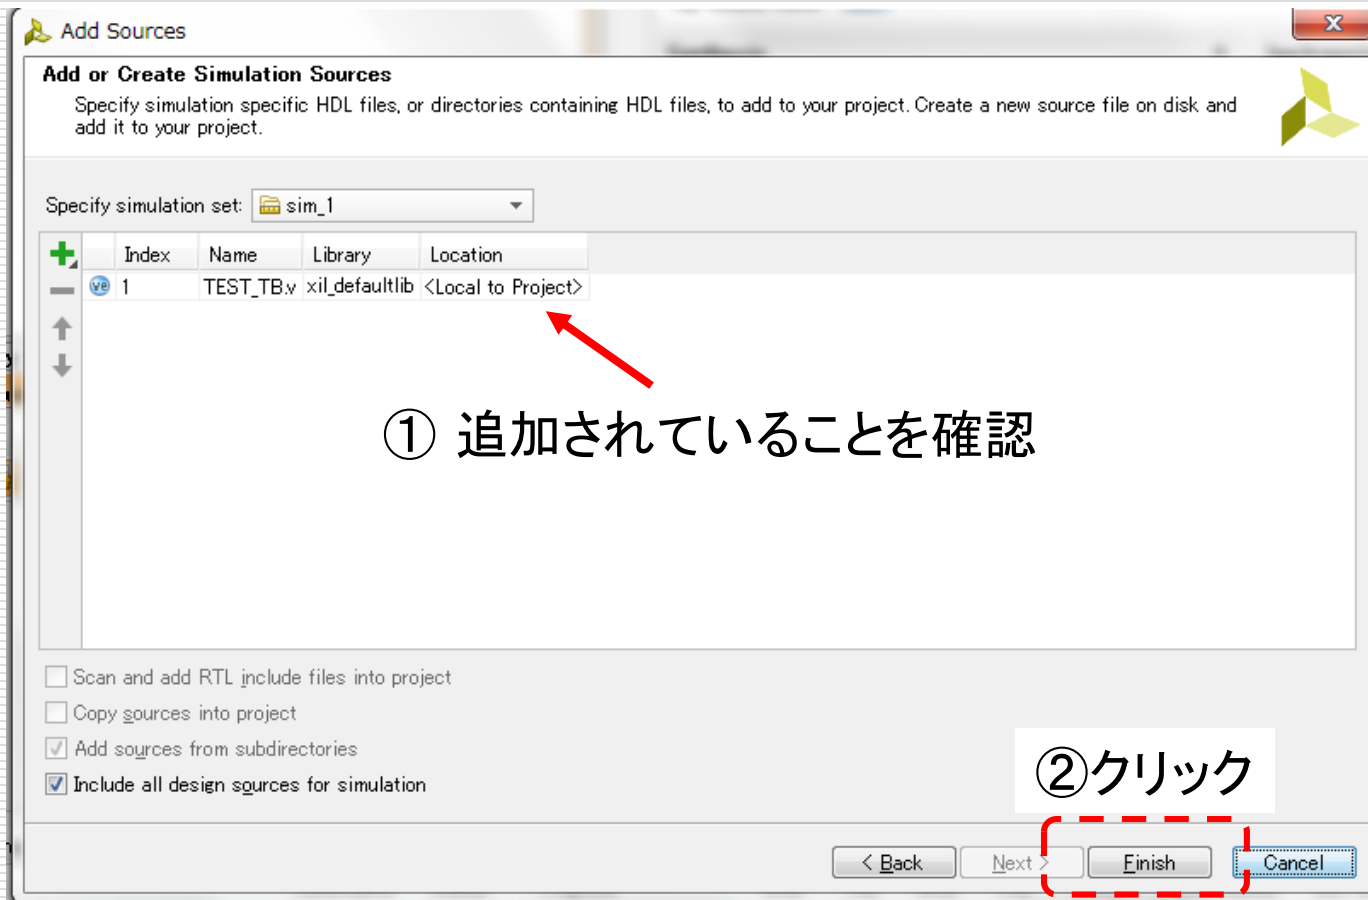 Add Sources
Add or Create Simulation Sources
Specify simulation specific HDL files, or directories containing HDL files, to add to your project. Create a new source file on disk and
add it to your project.
Specify simulation set: sim_1
Index Name Library Location
1 TEST_TB.v xil_defaultlib <Local to Project>
① 追加されていることを確認
Scan and add RTL include files into project
Copy sources into project
Add sources from subdirectories
Include all design sources for simulation
②クリック
< Back Next > Finish Cancel